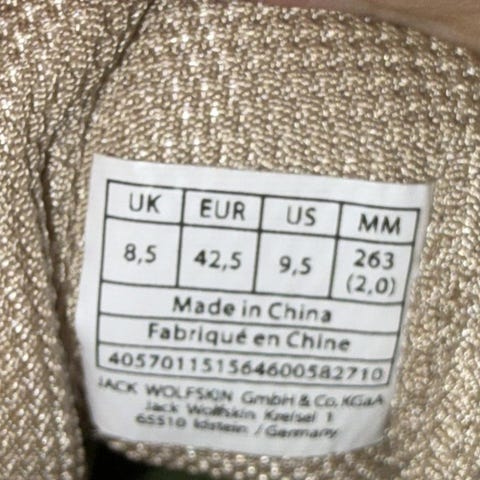 UK EUR US MM
8,5 42,5 9,5 263 (2,0)
Made in China
Fabriqué en Chine
4057011515646005827​10
JACK WOLFSKIN GmbH & Co. KGaA
Jack Wolfskin Kreisel 1
65510 Idstein / Germany